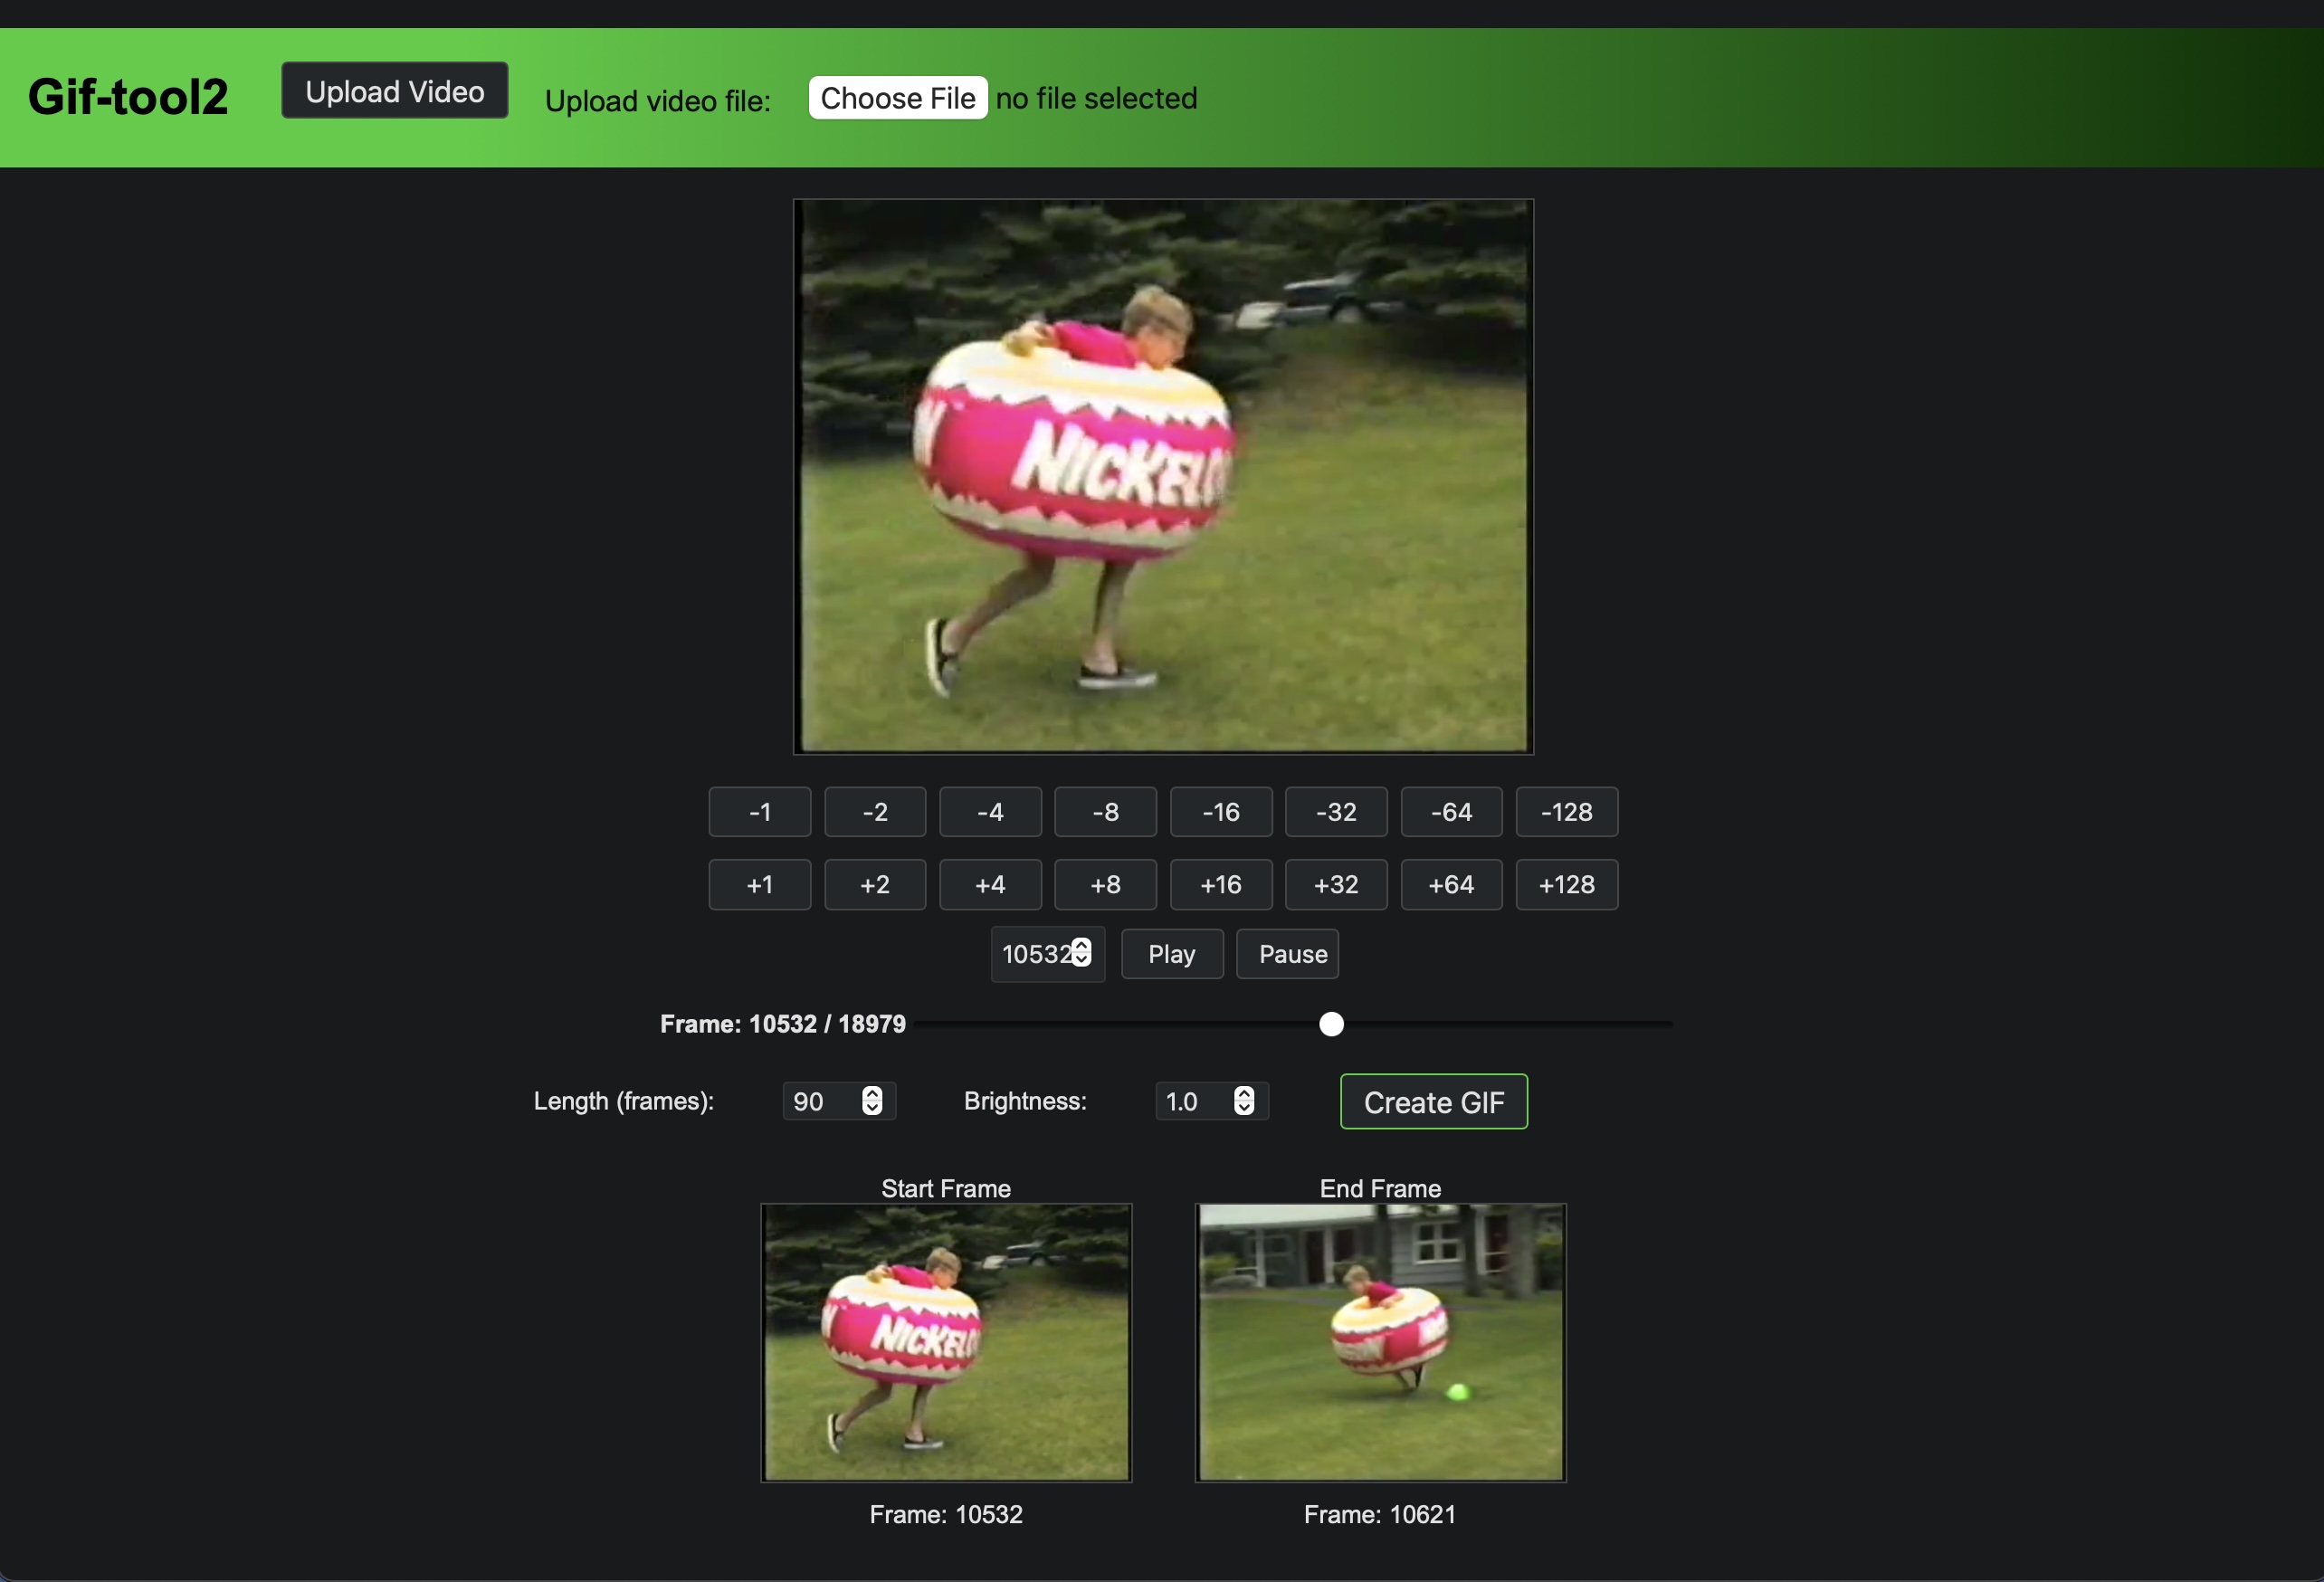 Gif-tool2 Upload Video Upload video file: Choose File no file selected
NICKELO
-1 -2 -4 -8 -16 -32 -64 -128
+1 +2 +4 +8 +16 +32 +64 +128
10532 Play Pause
Frame: 10532 / 18979
Length (frames): 90 Brightness: 1.0 Create GIF
Start Frame End Frame
NICKELO
Frame: 10532 Frame: 10621